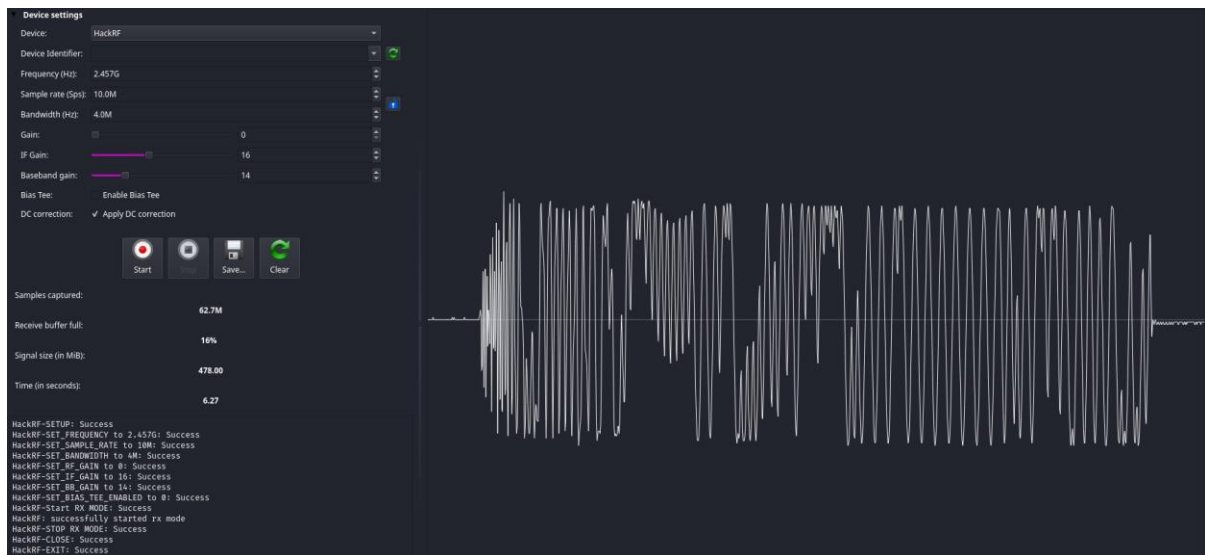 Device settings
Device: HackRF
Device Identifier:
Frequency (Hz): 2.457G
Sample rate (Sps): 10.0M
Bandwidth (Hz): 4.0M
Gain: 0
IF Gain: 16
Baseband gain: 14
Bias Tee: Enable Bias Tee
DC correction: ✓ Apply DC correction
Start Save... Clear
Samples captured:
62.7M
Receive buffer full:
16%
Signal size (in MiB):
478.00
Time (in seconds):
6.27
HackRF-SETUP: Success
HackRF-SET_FREQUENCY to 2.457G: Success
HackRF-SET_SAMPLE_RATE to 10M: Success
HackRF-SET_BANDWIDTH to 4M: Success
HackRF-SET_RF_GAIN to 0: Success
HackRF-SET_IF_GAIN to 16: Success
HackRF-SET_BB_GAIN to 14: Success
HackRF-SET_BIAS_TEE_ENABLED to 0: Success
HackRF-Start RX MODE: Success
HackRF: successfully started rx mode
HackRF-STOP RX MODE: Success
HackRF-CLOSE: Success
HackRF-EXIT: Success